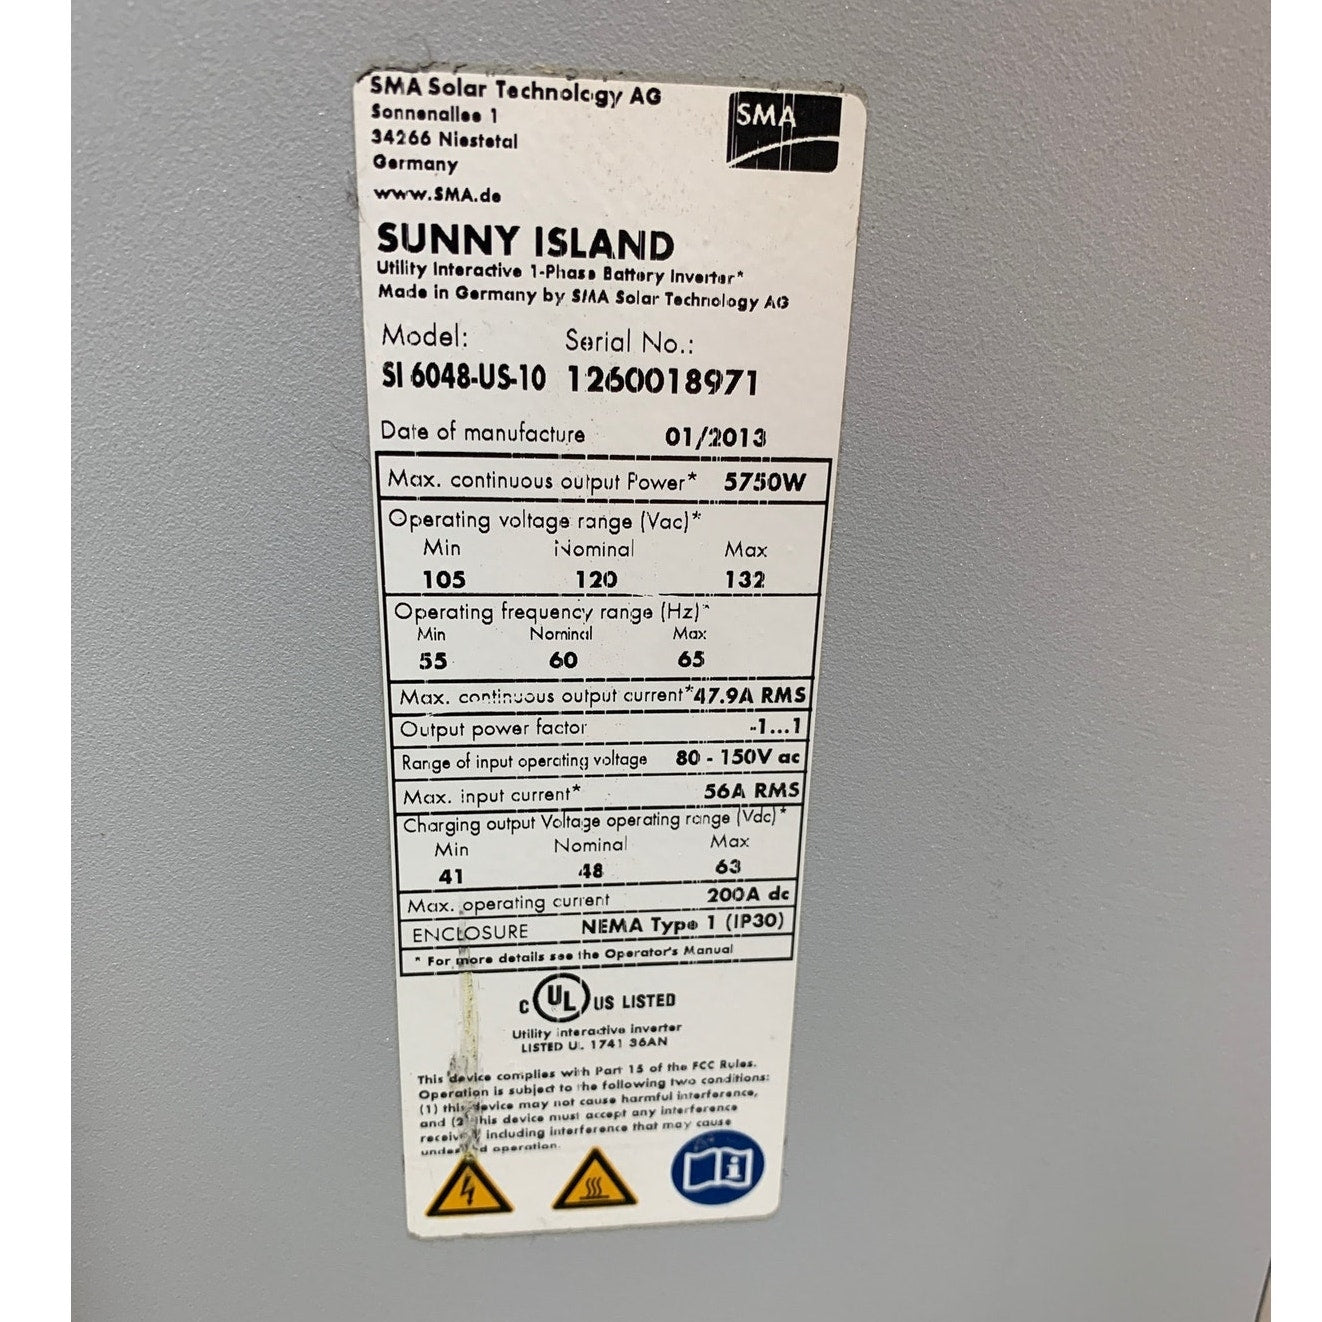 SMA Solar Technology AG
Sonnenallee 1
34266 Niestetal
Germany
www.SMA.de
SMA
SUNNY ISLAND
Utility Interactive 1-Phase Battery Inverter*
Made in Germany by SMA Solar Technology AG
Model: Serial No.:
SI 6048-US-10 1260018971
Date of manufacture 01/2013
Max. continuous output Power* 5750W
Operating voltage range (Vac)*
Min Nominal Max
105 120 132
Operating frequency range (Hz)*
Min Nominal Max
55 60 65
Max. continuous output current* 47.9A RMS
Output power factor -1...1
Range of input operating voltage 80 - 150V ac
Max. input current* 56A RMS
Charging output Voltage operating range (Vdc)*
Min Nominal Max
41 48 63
Max. operating current 200A dc
ENCLOSURE NEMA Type 1 (IP30)
* For more details see the Operator's Manual
c UL US LISTED
Utility interactive inverter
LISTED UL 1741 36AN
This device complies with Part 15 of the FCC Rules.
Operation is subject to the following two conditions:
(1) this device may not cause harmful interference,
and (2) this device must accept any interference
received including interference that may cause
undesired operation.